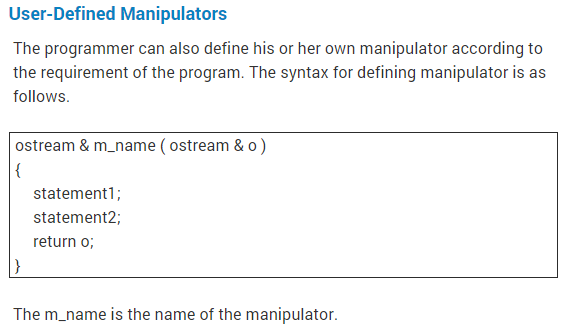 User-Defined Manipulators
The programmer can also define his or her own manipulator according to
the requirement of the program. The syntax for defining manipulator is as
follows.
ostream & m_name ( ostream & o )
{
statement1;
statement2;
return o;
}
The m_name is the name of the manipulator.